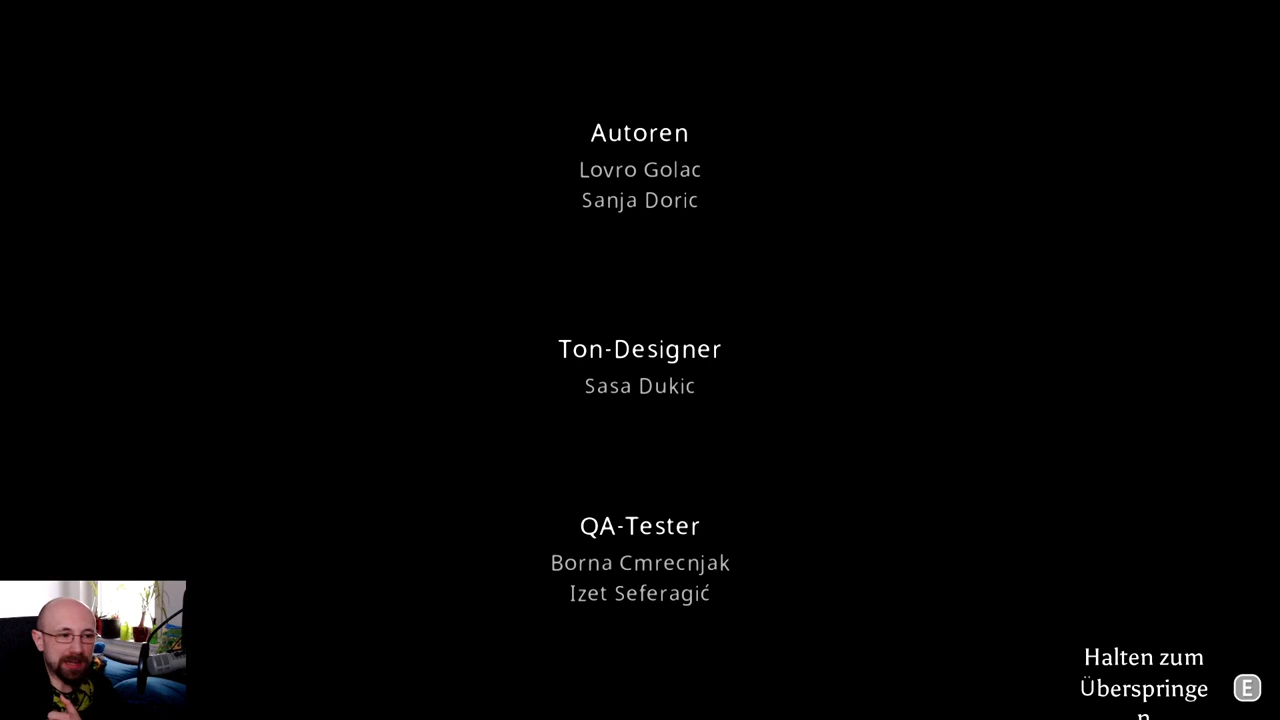 Autoren
Lovro Golac
Sanja Doric
Ton-Designer
Sasa Dukic
QA-Tester
Borna Cmrecnjak
Izet Seferagić
Halten zum
Überspringe
n
E